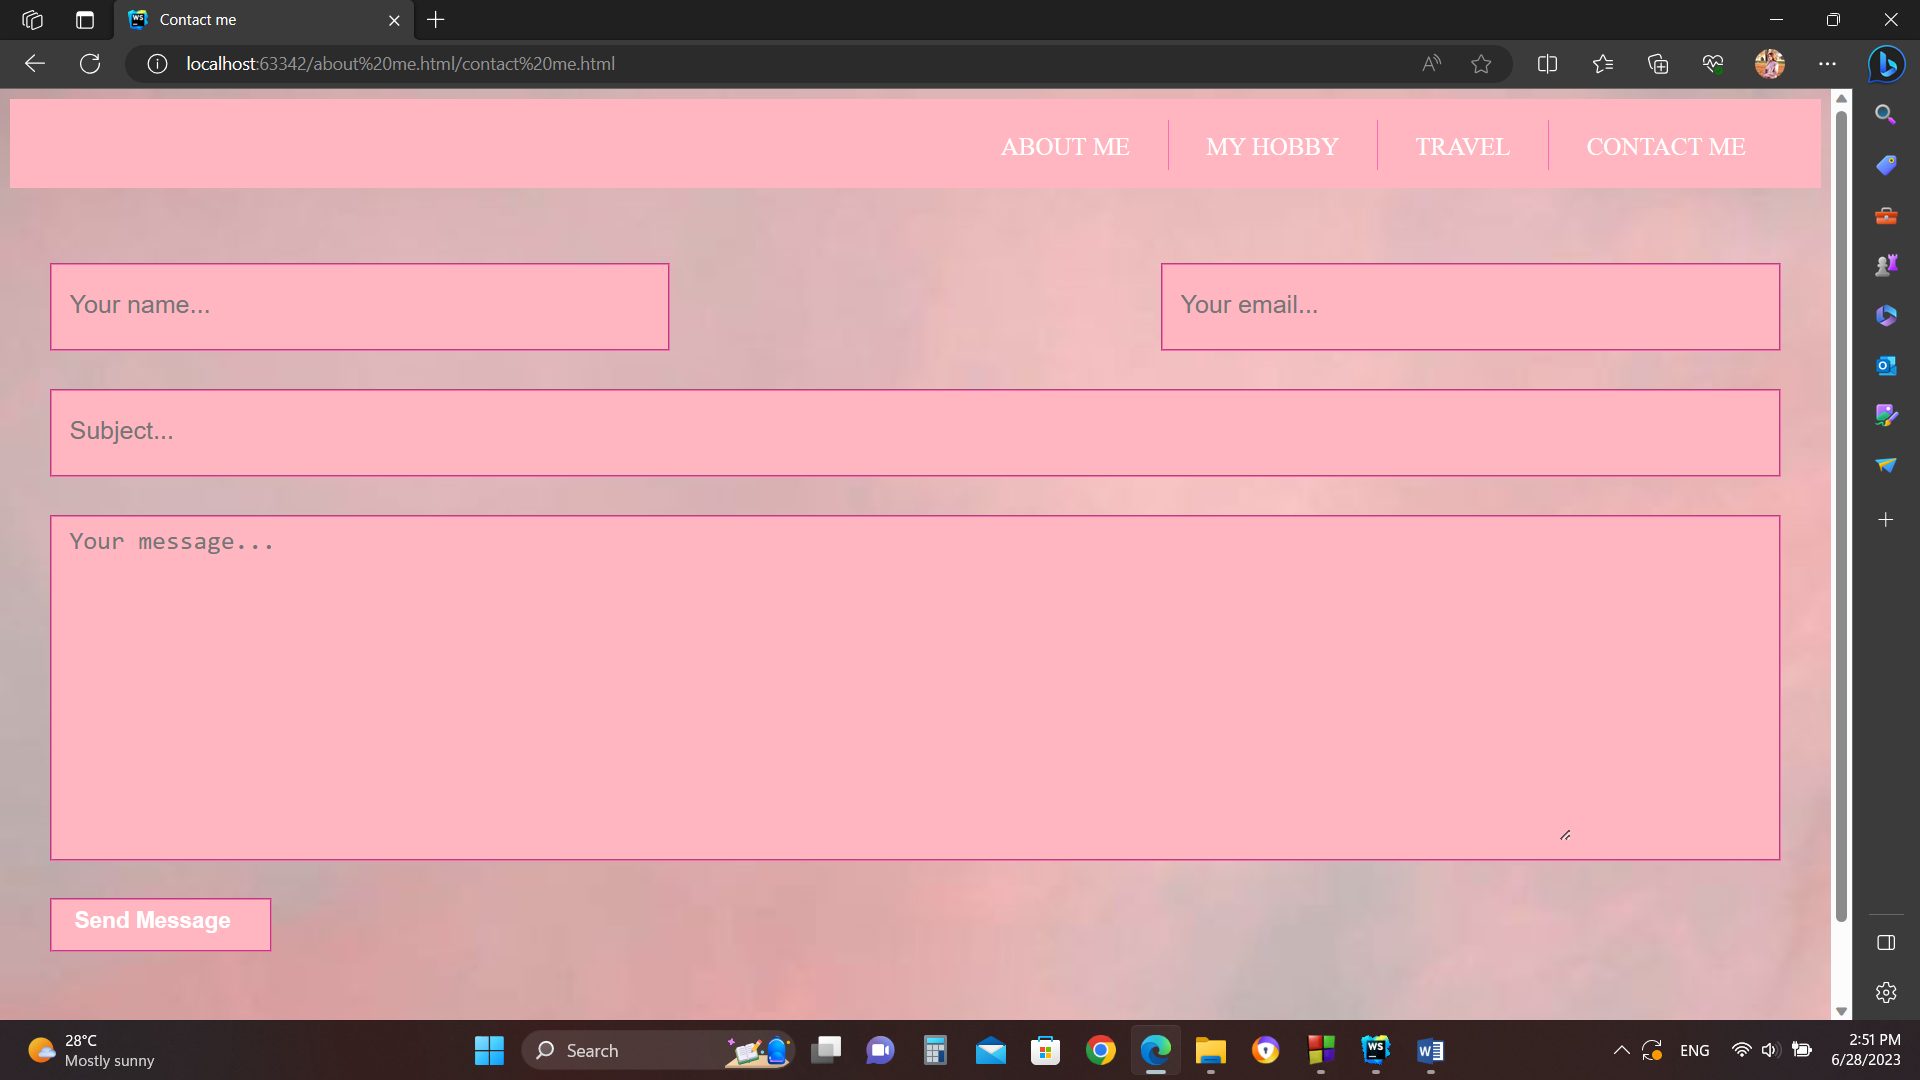 Contact me
localhost:63342/about%20me.html/contact%20me.html
ABOUT ME
MY HOBBY
TRAVEL
CONTACT ME
Your name...
Your email...
Subject...
Your message...
Send Message
28°C
Mostly sunny
Search
ENG
2:51 PM
6/28/2023